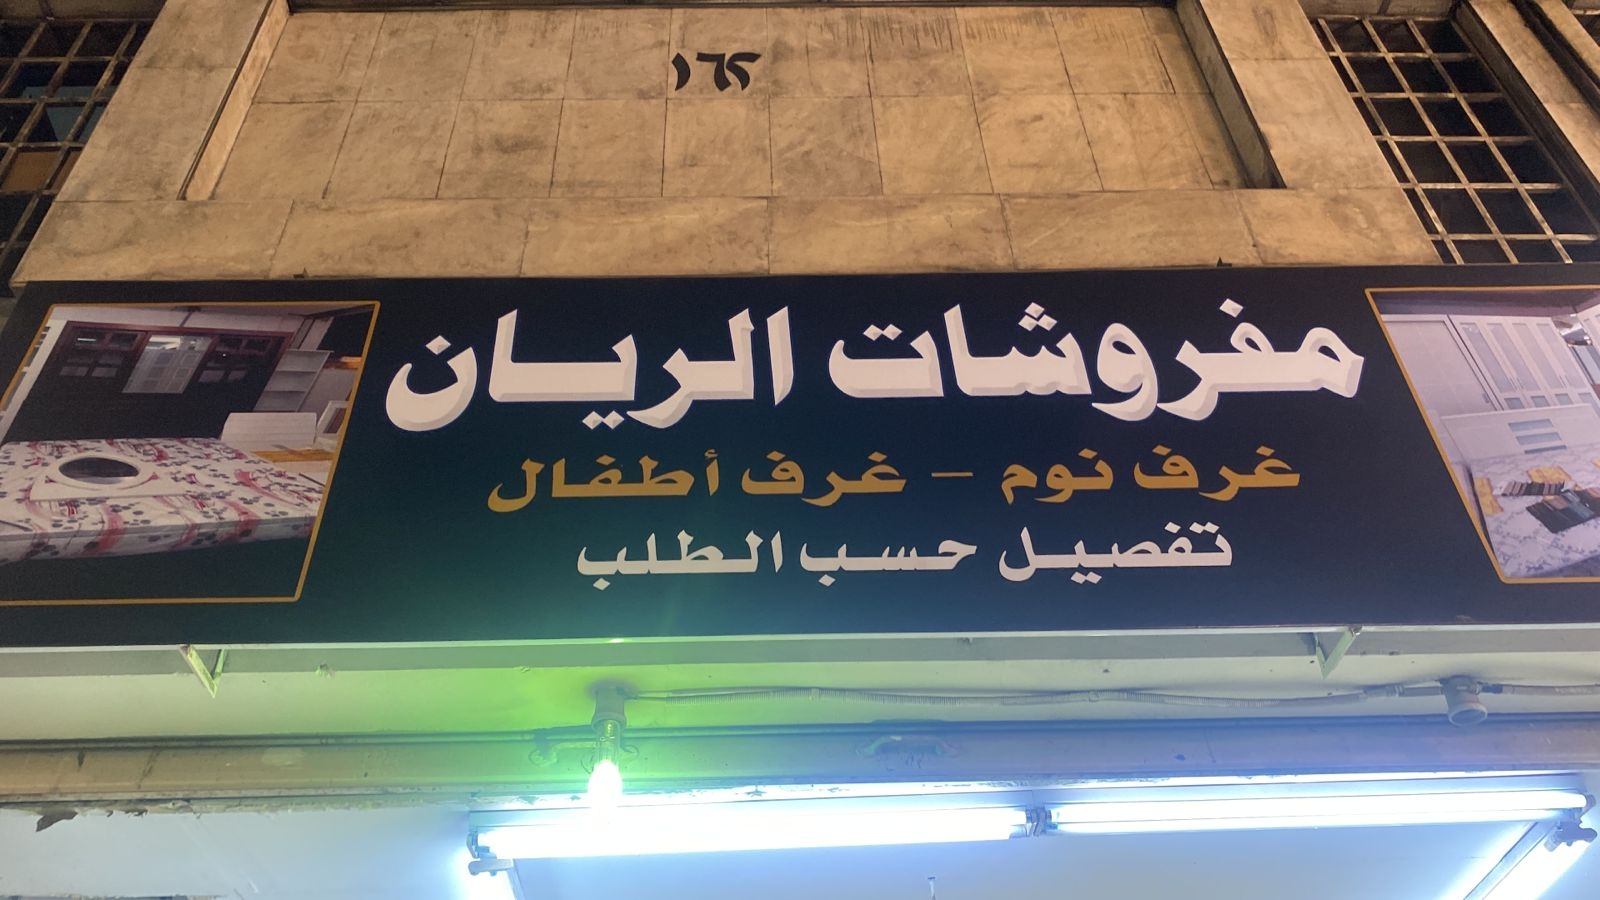 ١٦٢
مفروشات الريان
غرف نوم - غرف أطفال
تفصيل حسب الطلب